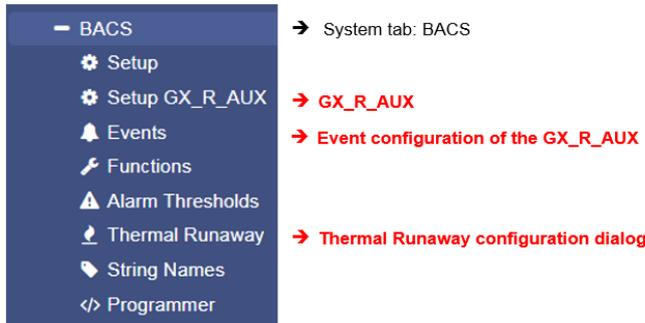 BACS → System tab: BACS
Setup
Setup GX_R_AUX → GX_R_AUX
Events → Event configuration of the GX_R_AUX
Functions
Alarm Thresholds
Thermal Runaway → Thermal Runaway configuration dialog
String Names
</> Programmer